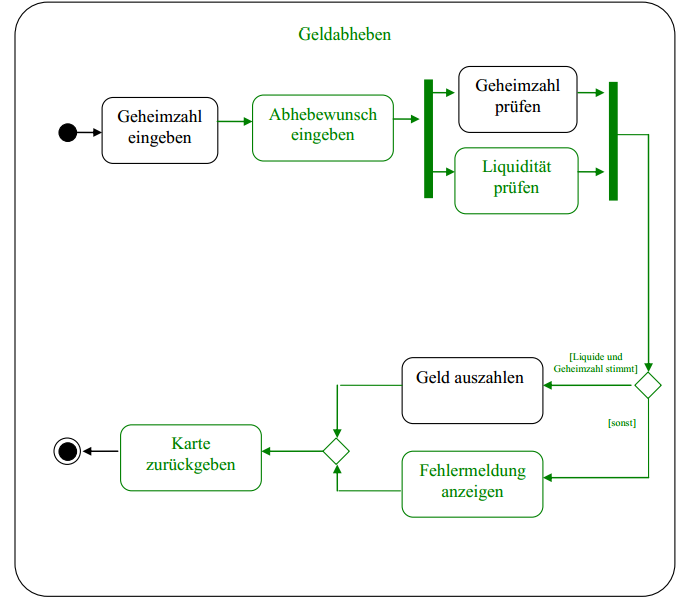 Geldabheben
Geheimzahl
eingeben
Abhebewunsch
eingeben
Geheimzahl
prüfen
Liquidität
prüfen
[Liquide und
Geheimzahl stimmt]
Geld auszahlen
[sonst]
Karte
zurückgeben
Fehlermeldung
anzeigen